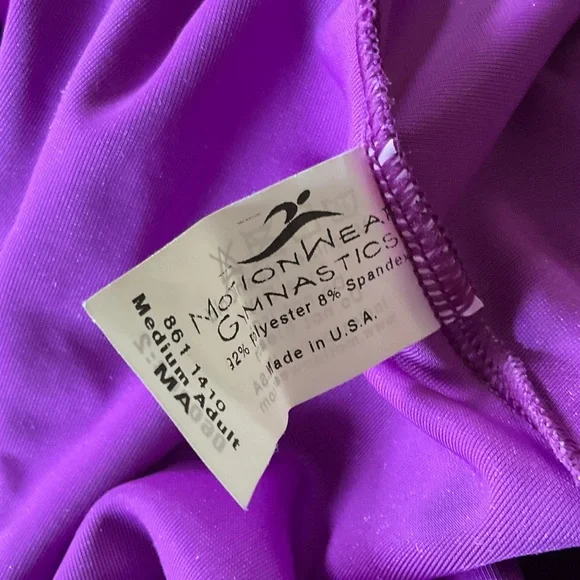 MOTIONWEAR
GYMNASTICS
92% Polyester 8% Spandex
Made in U.S.A.
861 1410
Medium Adult
MA